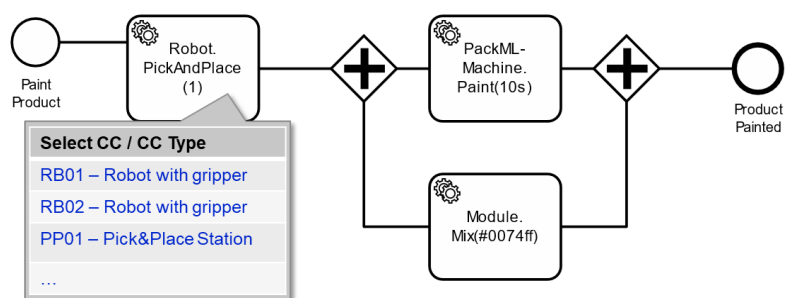 Paint
Product
Robot.
PickAndPlace
(1)
PackML-
Machine.
Paint(10s)
Product
Painted
Select CC / CC Type
RB01 – Robot with gripper
RB02 – Robot with gripper
PP01 – Pick&Place Station
…
Module.
Mix(#0074ff)